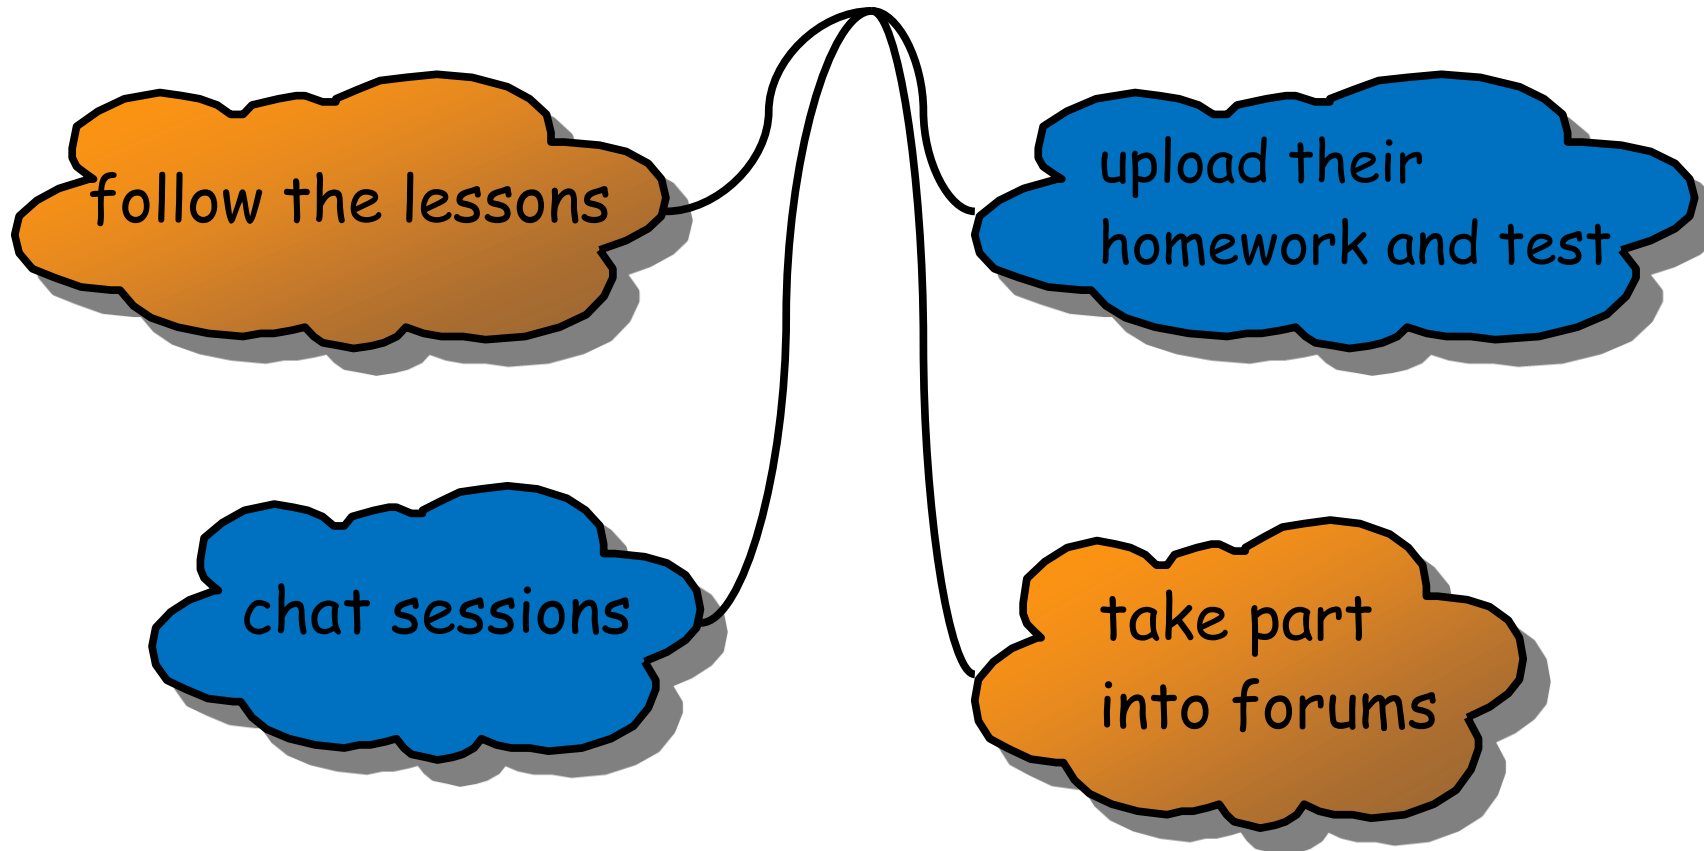 follow the lessons
upload their
homework and test
chat sessions
take part
into forums